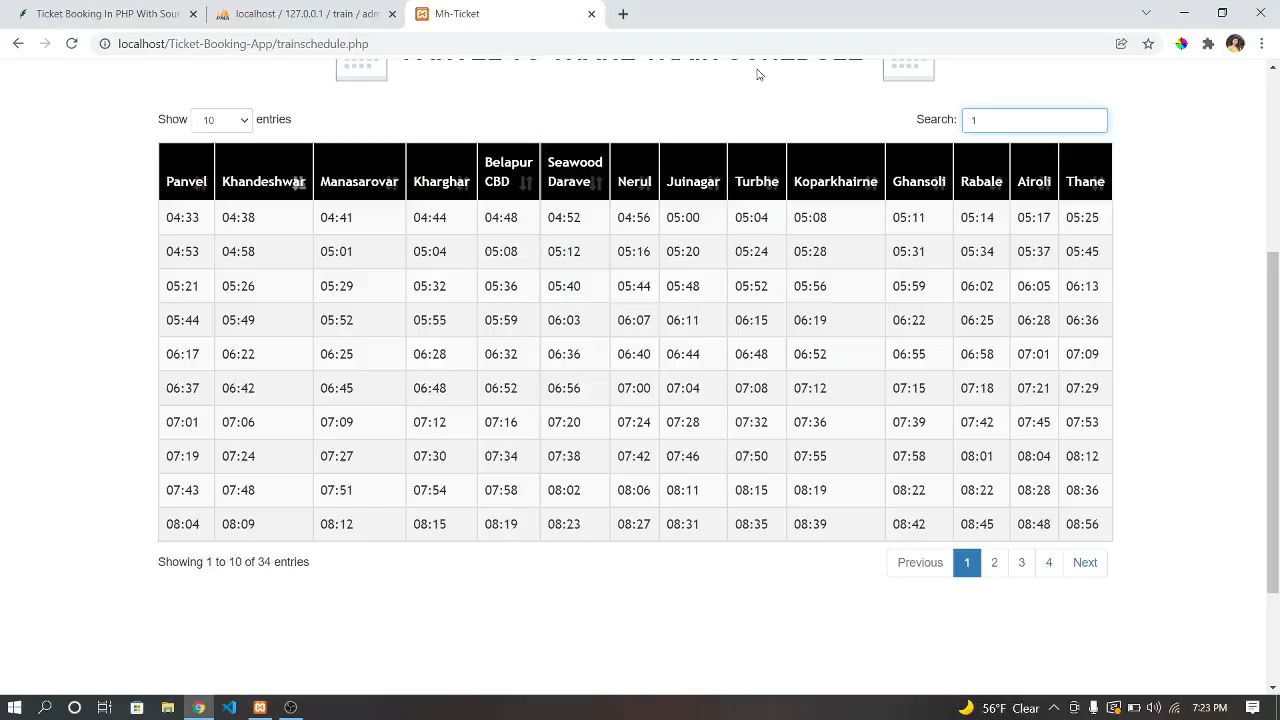 Ticket Booking In PHP With Sour
localhost / 127.0.0.1 / train / adm
Mh-Ticket
localhost/Ticket-Booking-App/trainschedule.php
Show 10 entries
Search: 1
Panvel Khandeshwar Manasarovar Kharghar Belapur CBD Seawood Darave Nerul Juinagar Turbhe Koparkhairne Ghansoli Rabale Airoli Thane
04:33 04:38 04:41 04:44 04:48 04:52 04:56 05:00 05:04 05:08 05:11 05:14 05:17 05:25
04:53 04:58 05:01 05:04 05:08 05:12 05:16 05:20 05:24 05:28 05:31 05:34 05:37 05:45
05:21 05:26 05:29 05:32 05:36 05:40 05:44 05:48 05:52 05:56 05:59 06:02 06:05 06:13
05:44 05:49 05:52 05:55 05:59 06:03 06:07 06:11 06:15 06:19 06:22 06:25 06:28 06:36
06:17 06:22 06:25 06:28 06:32 06:36 06:40 06:44 06:48 06:52 06:55 06:58 07:01 07:09
06:37 06:42 06:45 06:48 06:52 06:56 07:00 07:04 07:08 07:12 07:15 07:18 07:21 07:29
07:01 07:06 07:09 07:12 07:16 07:20 07:24 07:28 07:32 07:36 07:39 07:42 07:45 07:53
07:19 07:24 07:27 07:30 07:34 07:38 07:42 07:46 07:50 07:55 07:58 08:01 08:04 08:12
07:43 07:48 07:51 07:54 07:58 08:02 08:06 08:11 08:15 08:19 08:22 08:22 08:28 08:36
08:04 08:09 08:12 08:15 08:19 08:23 08:27 08:31 08:35 08:39 08:42 08:45 08:48 08:56
Showing 1 to 10 of 34 entries
Previous 1 2 3 4 Next
56°F Clear
7:23 PM